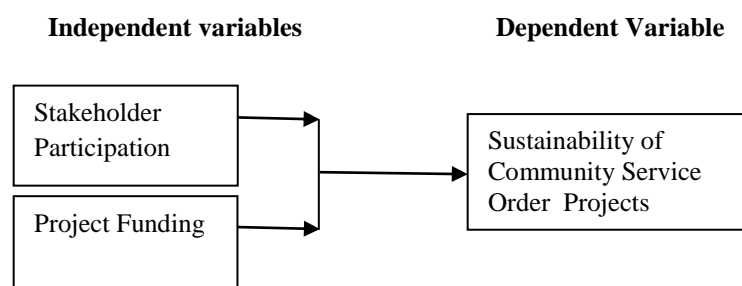 Independent variables
Dependent Variable
Stakeholder
Participation
Project Funding
Sustainability of
Community Service
Order Projects